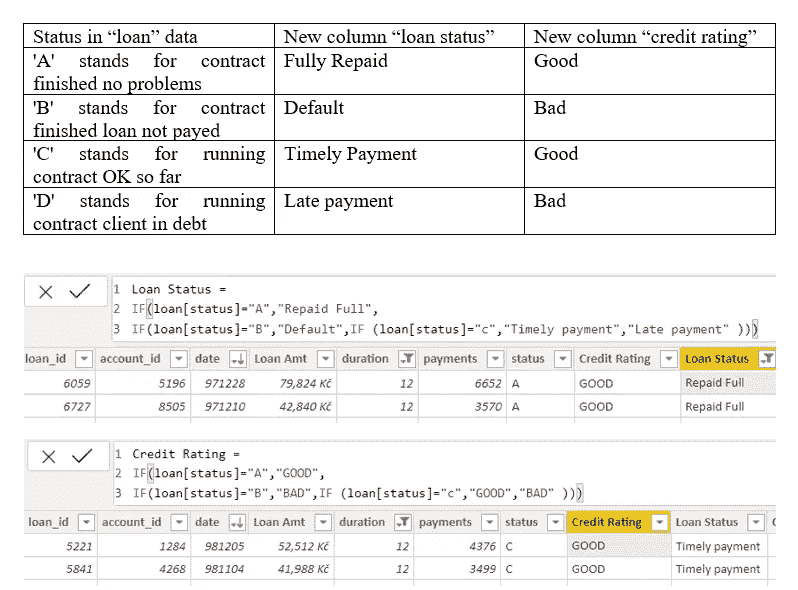 Status in “loan” data New column “loan status” New column “credit rating”
'A' stands for contract Fully Repaid Good
finished no problems
'B' stands for contract Default Bad
finished loan not payed
'C' stands for running Timely Payment Good
contract OK so far
'D' stands for running Late payment Bad
contract client in debt
1 Loan Status =
2 IF(loan[status]="A","Repaid Full",
3 IF(loan[status]="B","Default",IF (loan[status]="c","Timely payment","Late payment" )))
loan_id account_id date Loan Amt duration payments status Credit Rating Loan Status
6059 5196 971228 79,824 Kč 12 6652 A GOOD Repaid Full
6727 8505 971210 42,840 Kč 12 3570 A GOOD Repaid Full
1 Credit Rating =
2 IF(loan[status]="A","GOOD",
3 IF(loan[status]="B","BAD",IF (loan[status]="c","GOOD","BAD" )))
loan_id account_id date Loan Amt duration payments status Credit Rating Loan Status
5221 1284 981205 52,512 Kč 12 4376 C GOOD Timely payment
5841 4268 981104 41,988 Kč 12 3499 C GOOD Timely payment